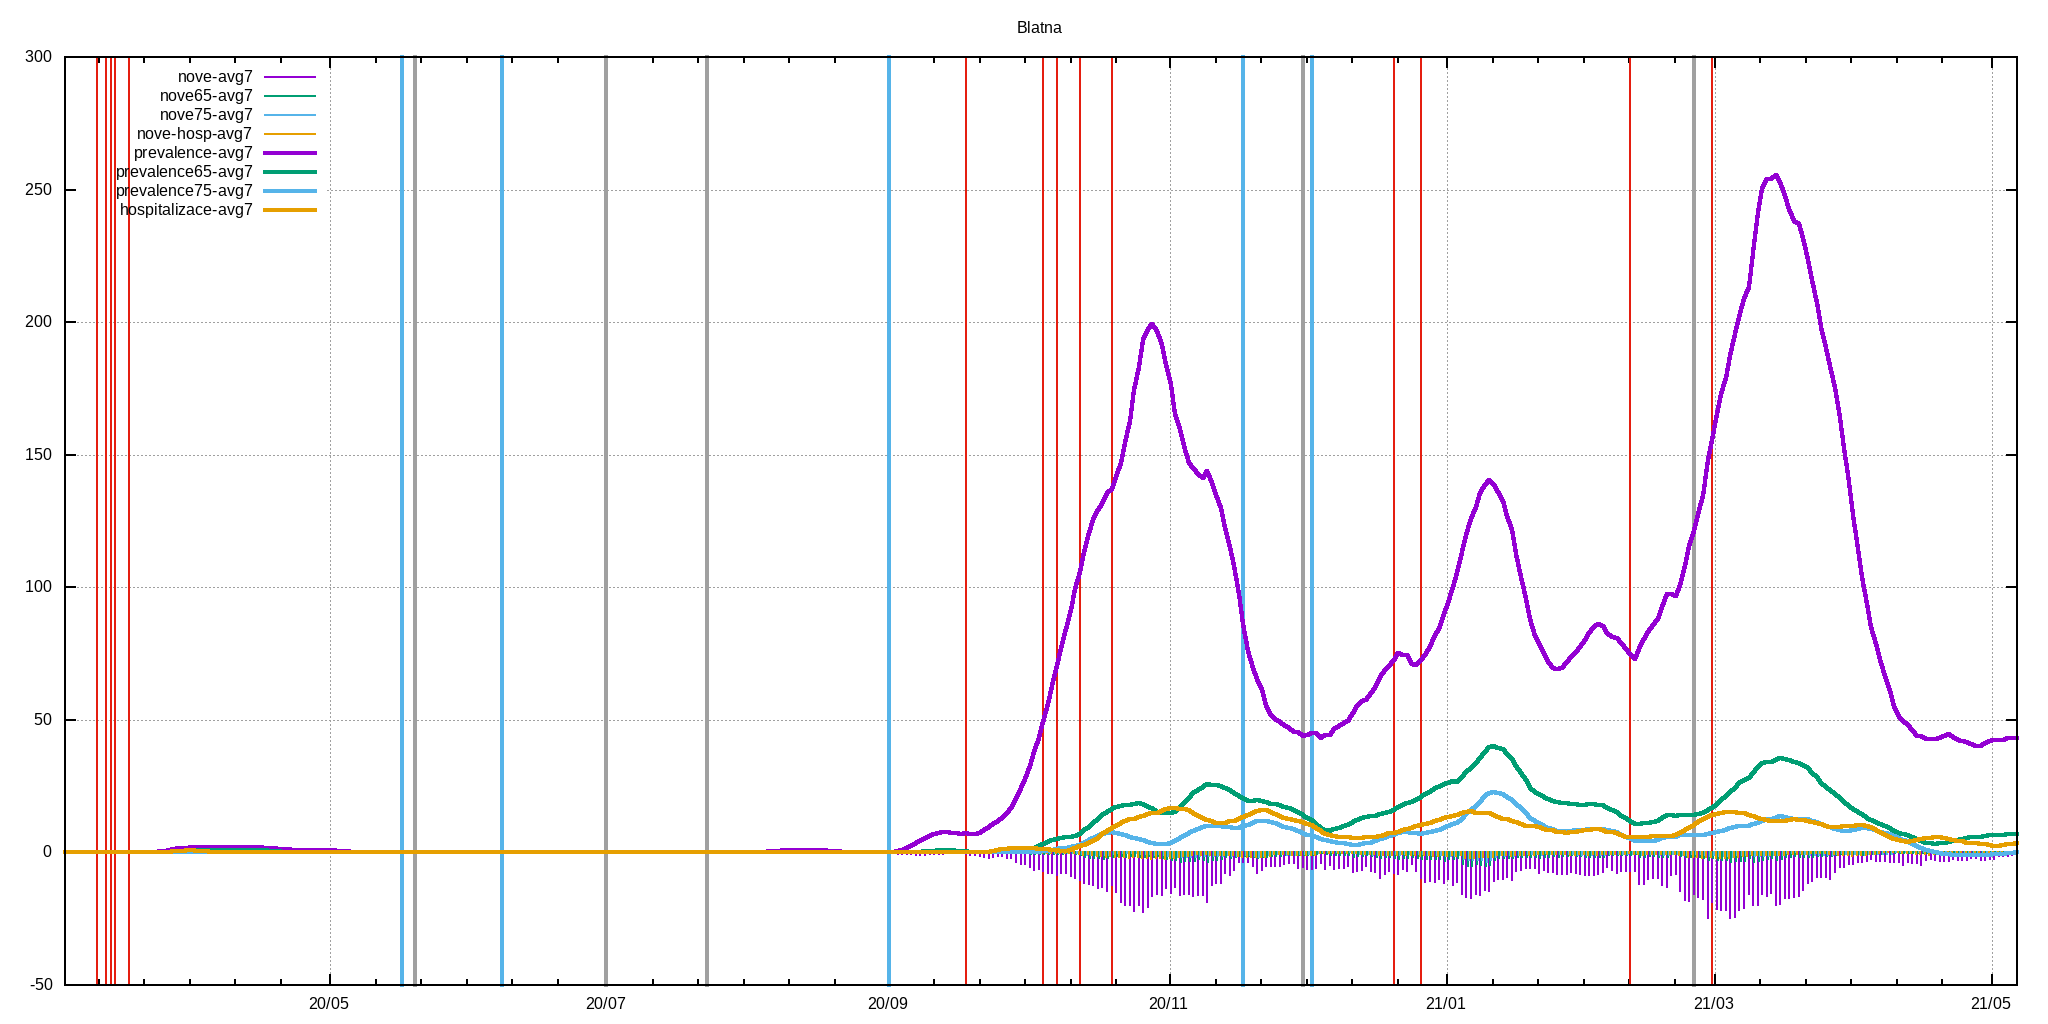 Blatna
300
250
200
150
100
50
0
-50
nove-avg7
nove65-avg7
nove75-avg7
nove-hosp-avg7
prevalence-avg7
prevalence65-avg7
prevalence75-avg7
hospitalizace-avg7
20/05 20/07 20/09 20/11 21/01 21/03 21/05